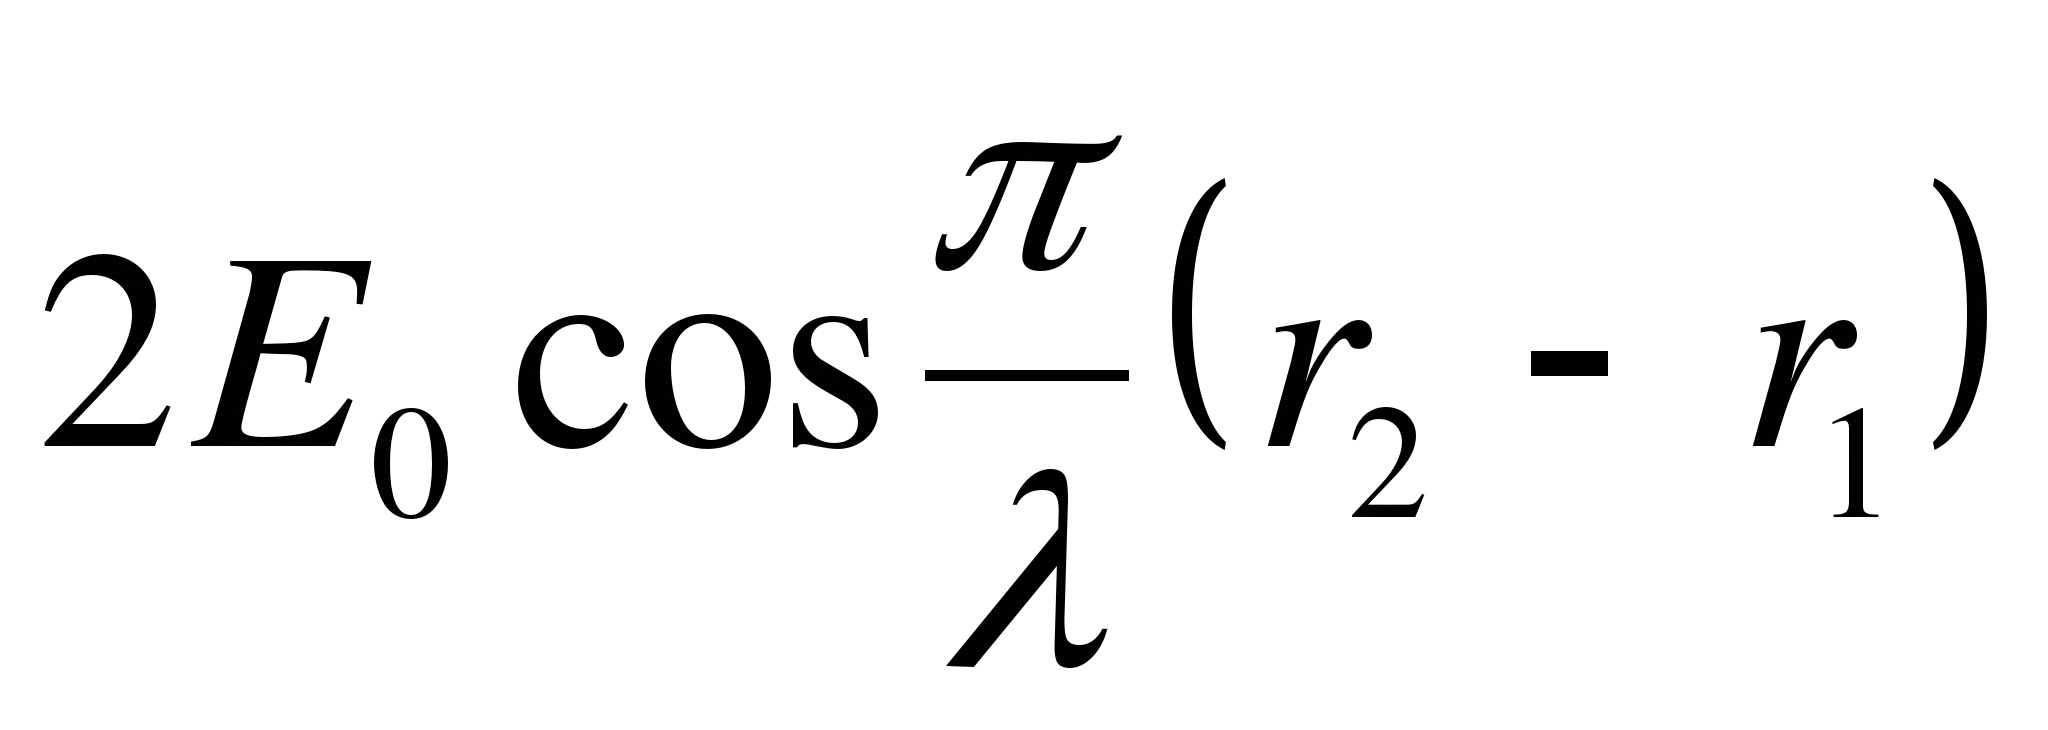 2E₀ cos π/λ (r₂ - r₁)